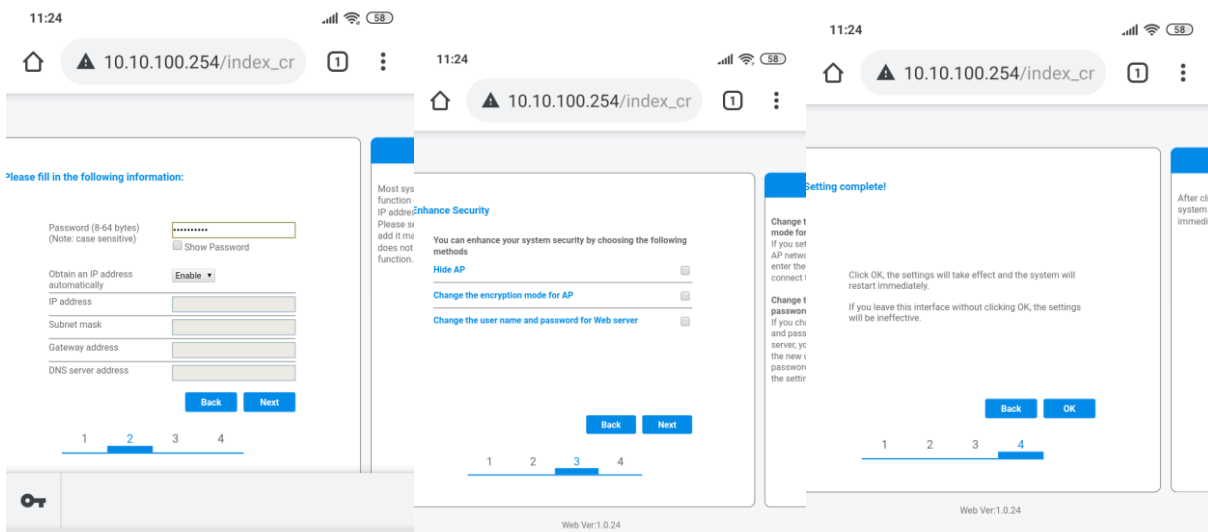 11:24
58
10.10.100.254/index_cr
1
Please fill in the following information:
Password (8-64 bytes)
(Note: case sensitive)
••••••••••
Show Password
Obtain an IP address
automatically
Enable
IP address
Subnet mask
Gateway address
DNS server address
Back
Next
1 2 3 4
Most sys
function
IP addres
Please se
add it ma
does not
function.
11:24
58
10.10.100.254/index_cr
1
Enhance Security
You can enhance your system security by choosing the following
methods
Hide AP
Change the encryption mode for AP
Change the user name and password for Web server
Back
Next
1 2 3 4
Change t
mode for
If you set
AP netwo
enter the
connect t
Change t
password
If you cha
and pass
server, yo
the new u
passwor
the settin
Web Ver:1.0.24
11:24
58
10.10.100.254/index_cr
1
Setting complete!
Click OK, the settings will take effect and the system will
restart immediately.
If you leave this interface without clicking OK, the settings
will be ineffective.
Back
OK
1 2 3 4
After cli
system
immedi
Web Ver:1.0.24